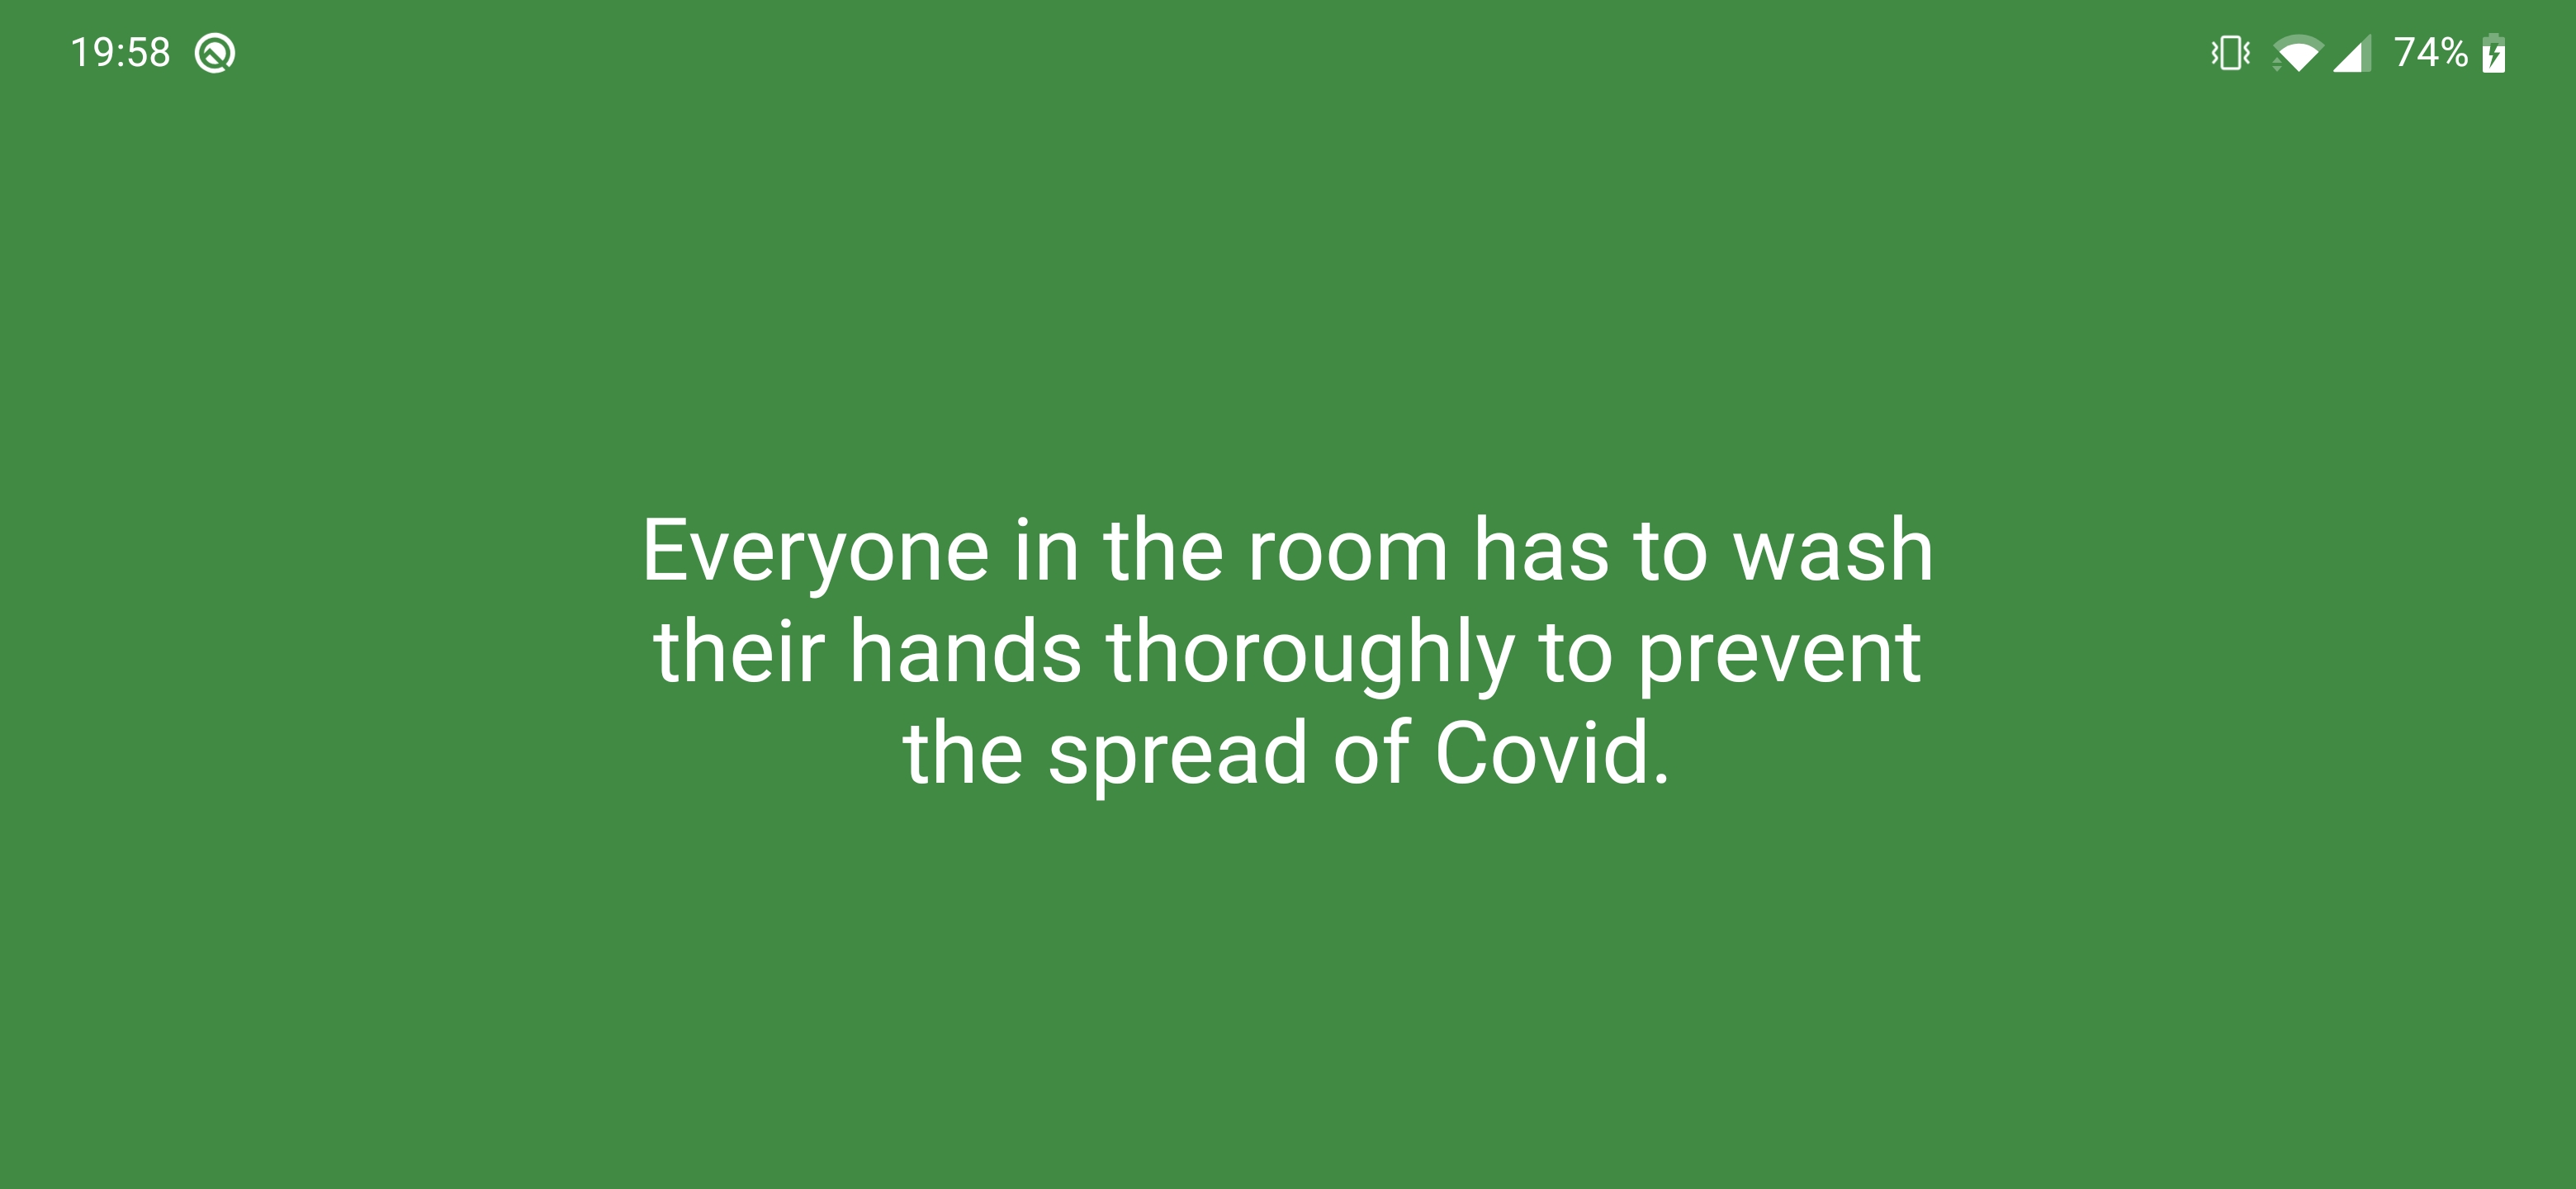 19:58 74%
Everyone in the room has to wash
their hands thoroughly to prevent
the spread of Covid.